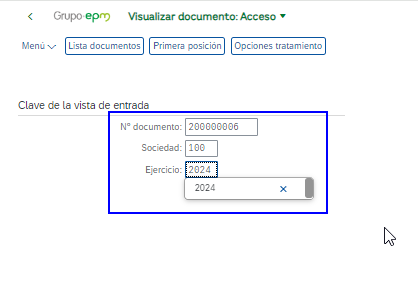 Grupo·epm Visualizar documento: Acceso
Menú Lista documentos Primera posición Opciones tratamiento
Clave de la vista de entrada
Nº documento: 200000006
Sociedad: 100
Ejercicio: 2024
2024